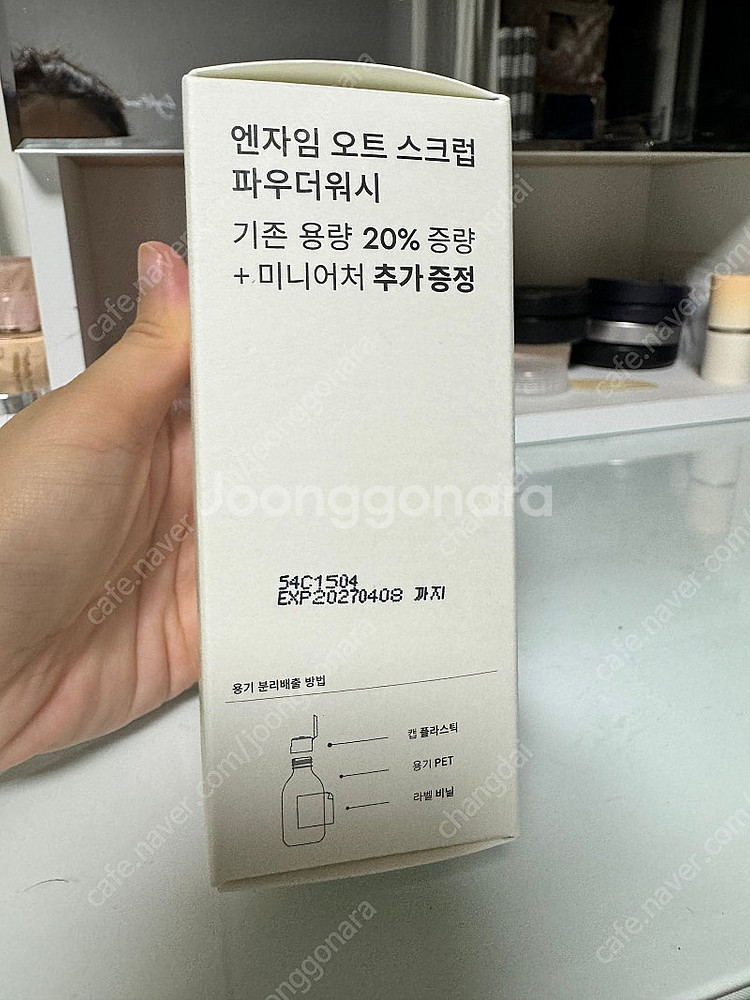 엔자임 오트 스크럽
파우더워시
기존 용량 20% 증량
+ 미니어처 추가증정
Joonggonara
54C1504
EXP20270408 까지
용기 분리배출 방법
캡 플라스틱
용기 PET
라벨 비닐
cafe.naver.com/joonggonara
changdai